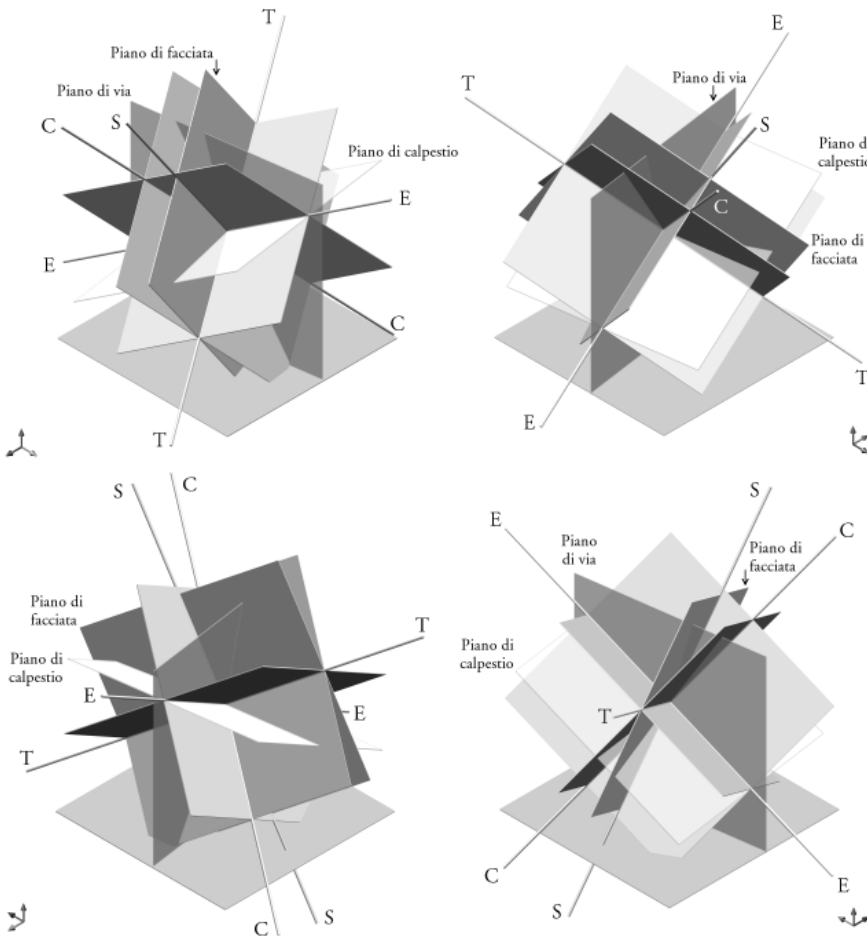 T
Piano di facciata
Piano di via
S
C
Piano di calpestio
E
E
C
T
E
T
Piano di via
S
Piano di
calpestio
C
Piano di
facciata
T
E
C
S
Piano di
facciata
T
Piano di
calpestio
E
E
T
C
S
S
E
C
Piano
di via
Piano di
facciata
Piano di
calpestio
T
C
E
S